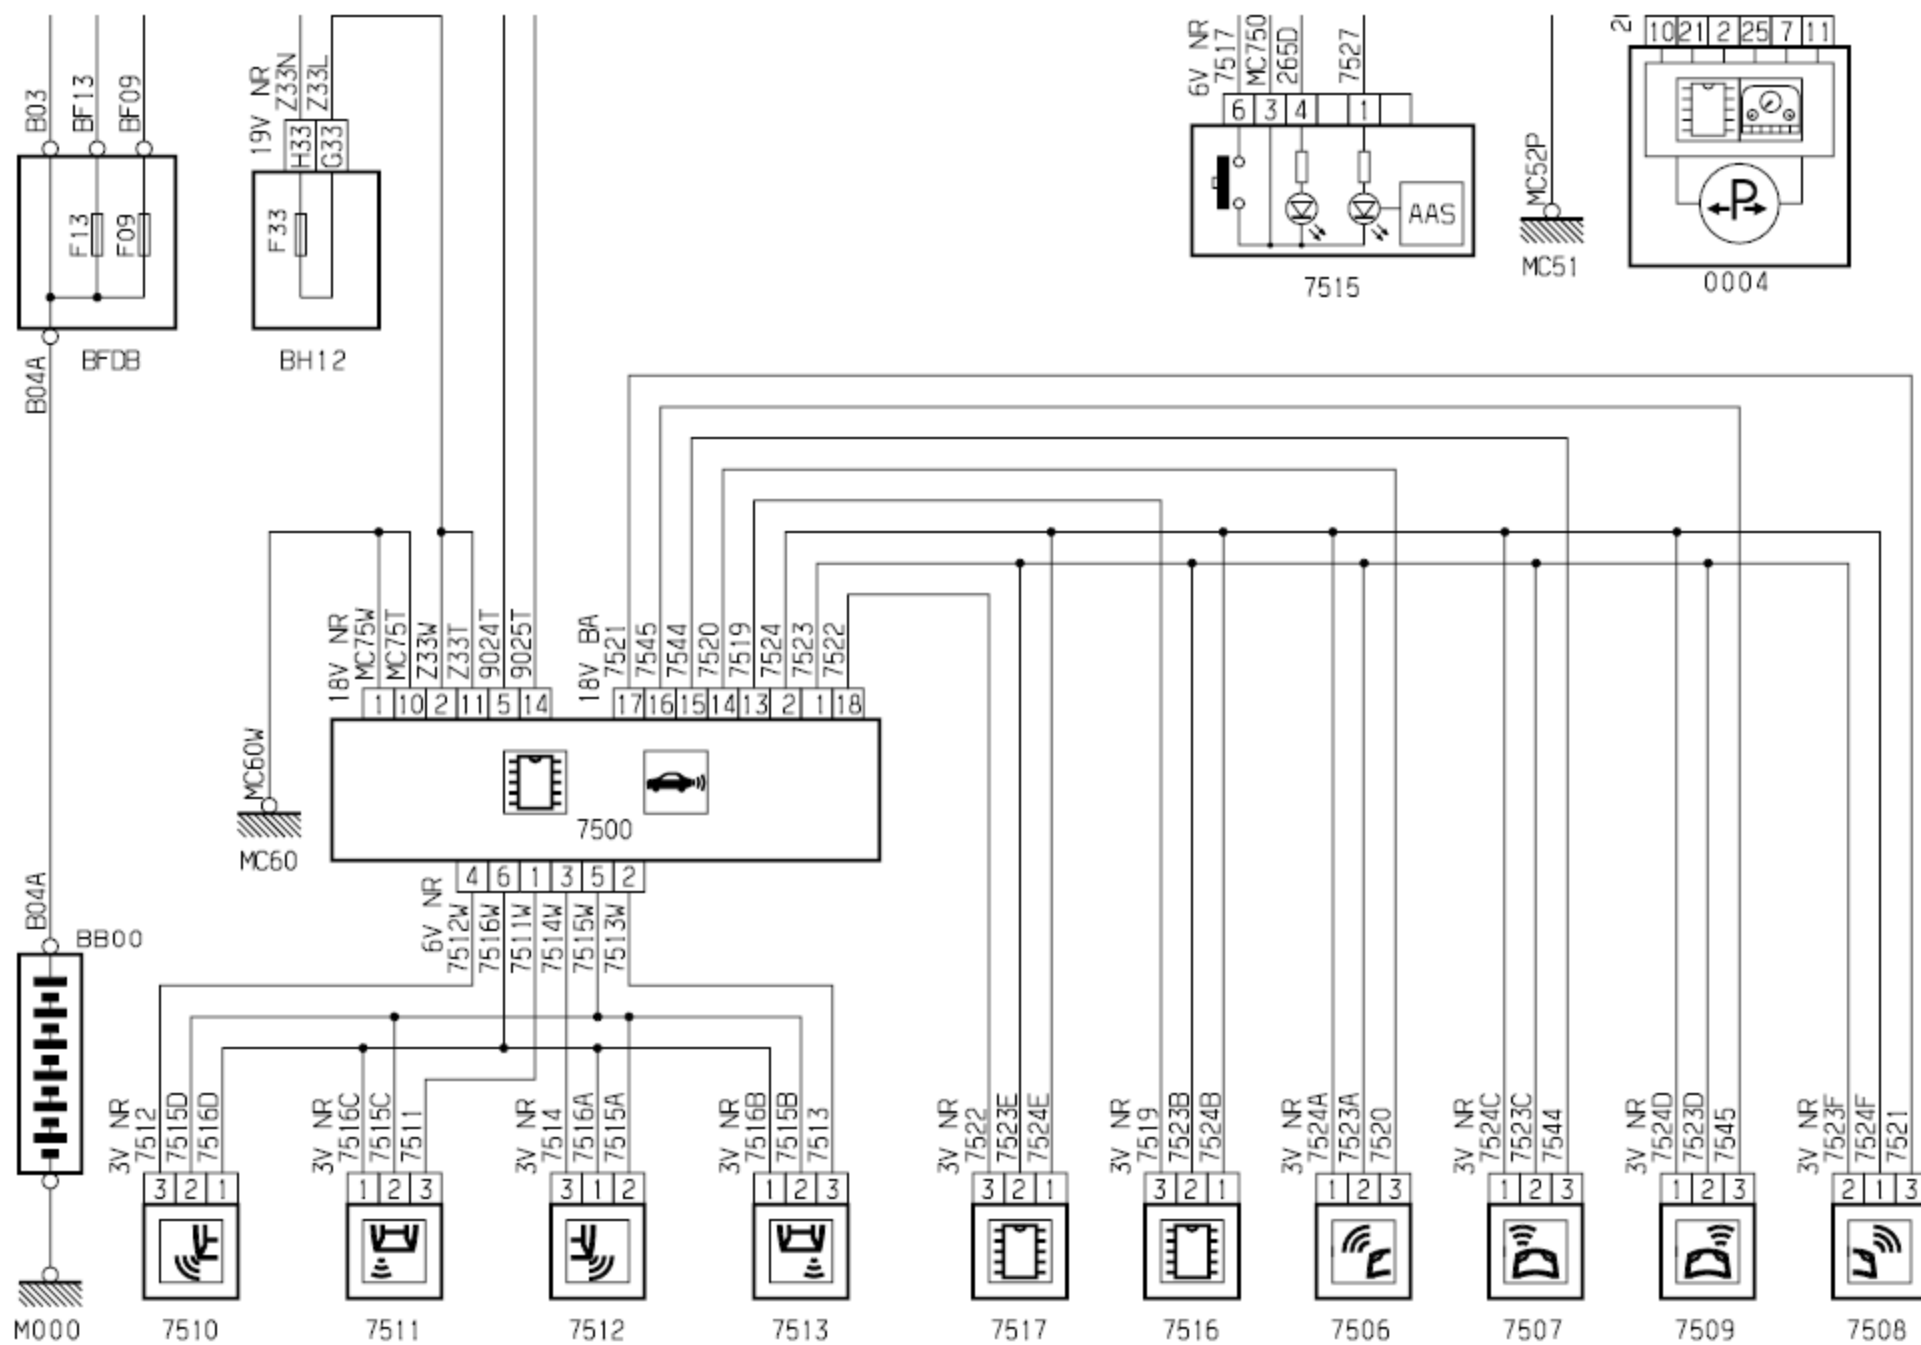 B03 BF13 BF09
19V NR Z33N Z33L
H33 G33
F13 F09
F33
BFDB
BH12
B04A
6V NR 7517 MC750 265D 7527
6 3 4 1
AAS
7515
MC52P
MC51
10 21 2 25 7 11
P
0004
18V NR MC75W MC75T Z33W Z33T 9024T 9025T
18V BA 7521 7545 7544 7520 7519 7524 7523 7522
1 10 2 11 5 14
17 16 15 14 13 2 1 18
MC60W
MC60
7500
4 6 1 3 5 2
6V NR 7512W 7516W 7511W 7514W 7515W 7513W
B04A
BB00
3V NR 7512 7515D 7516D
3V NR 7516C 7515C 7511
3V NR 7514 7516A 7515A
3V NR 7516B 7515B 7513
3V NR 7522 7523E 7524E
3V NR 7519 7523B 7524B
3V NR 7524A 7523A 7520
3V NR 7524C 7523C 7544
3V NR 7524D 7523D 7545
3V NR 7523F 7524F 7521
3 2 1
1 2 3
3 1 2
1 2 3
3 2 1
3 2 1
1 2 3
1 2 3
1 2 3
2 1 3
M000 7510 7511 7512 7513 7517 7516 7506 7507 7509 7508